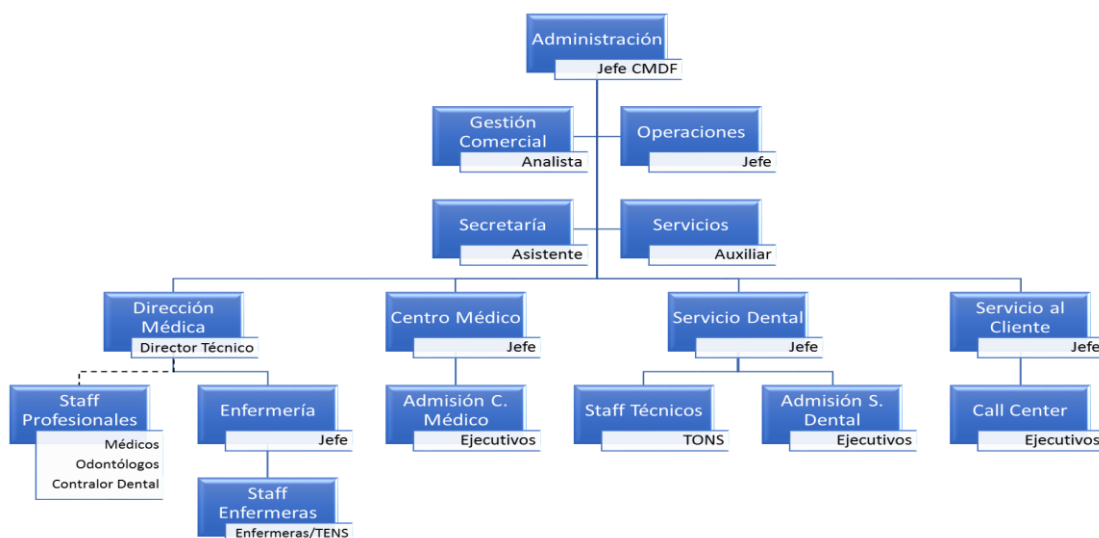 Administración
Jefe CMDF
Gestión
Comercial
Analista
Operaciones
Jefe
Secretaría
Asistente
Servicios
Auxiliar
Dirección
Médica
Director Técnico
Centro Médico
Jefe
Servicio Dental
Jefe
Servicio al
Cliente
Jefe
Staff
Profesionales
Médicos
Odontólogos
Contralor Dental
Enfermería
Jefe
Admisión C.
Médico
Ejecutivos
Staff Técnicos
TONS
Admisión S.
Dental
Ejecutivos
Call Center
Ejecutivos
Staff
Enfermeras
Enfermeras/TENS